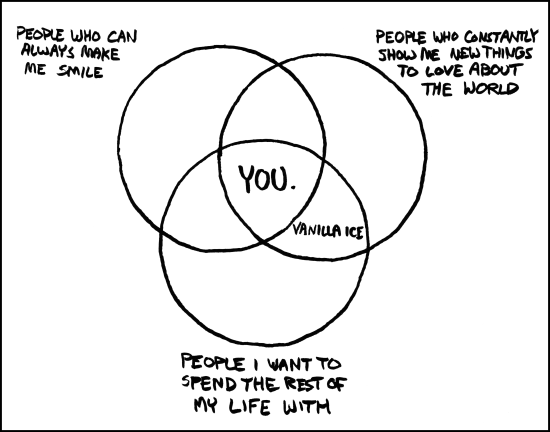 PEOPLE WHO CAN
ALWAYS MAKE
ME SMILE
PEOPLE WHO CONSTANTLY
SHOW ME NEW THINGS
TO LOVE ABOUT
THE WORLD
YOU.
VANILLA ICE
PEOPLE I WANT TO
SPEND THE REST OF
MY LIFE WITH